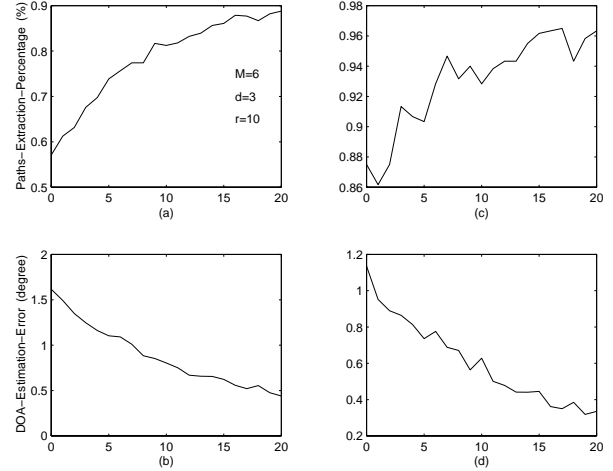 Paths−Extraction−Percentage (%)
0.9
0.8
0.7
0.6
0.5
M=6
d=3
r=10
0 5 10 15 20
(a)
0.98
0.96
0.94
0.92
0.9
0.88
0.86
0 5 10 15 20
(c)
DOA−Estimation−Error (degree)
2
1.5
1
0.5
0
0 5 10 15 20
(b)
1.2
1
0.8
0.6
0.4
0.2
0 5 10 15 20
(d)